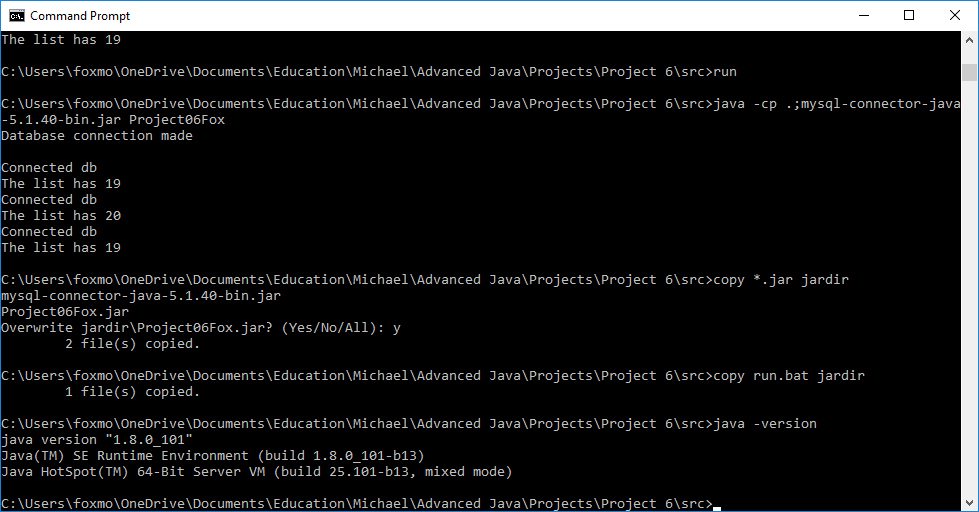 Command Prompt
The list has 19
C:\Users\foxmo\OneDrive\Documents\Education\Michael\Advanced Java\Projects\Project 6\src>run
C:\Users\foxmo\OneDrive\Documents\Education\Michael\Advanced Java\Projects\Project 6\src>java -cp .;mysql-connector-java
-5.1.40-bin.jar Project06Fox
Database connection made
Connected db
The list has 19
Connected db
The list has 20
Connected db
The list has 19
C:\Users\foxmo\OneDrive\Documents\Education\Michael\Advanced Java\Projects\Project 6\src>copy *.jar jardir
mysql-connector-java-5.1.40-bin.jar
Project06Fox.jar
Overwrite jardir\Project06Fox.jar? (Yes/No/All): y
        2 file(s) copied.
C:\Users\foxmo\OneDrive\Documents\Education\Michael\Advanced Java\Projects\Project 6\src>copy run.bat jardir
        1 file(s) copied.
C:\Users\foxmo\OneDrive\Documents\Education\Michael\Advanced Java\Projects\Project 6\src>java -version
java version "1.8.0_101"
Java(TM) SE Runtime Environment (build 1.8.0_101-b13)
Java HotSpot(TM) 64-Bit Server VM (build 25.101-b13, mixed mode)
C:\Users\foxmo\OneDrive\Documents\Education\Michael\Advanced Java\Projects\Project 6\src>